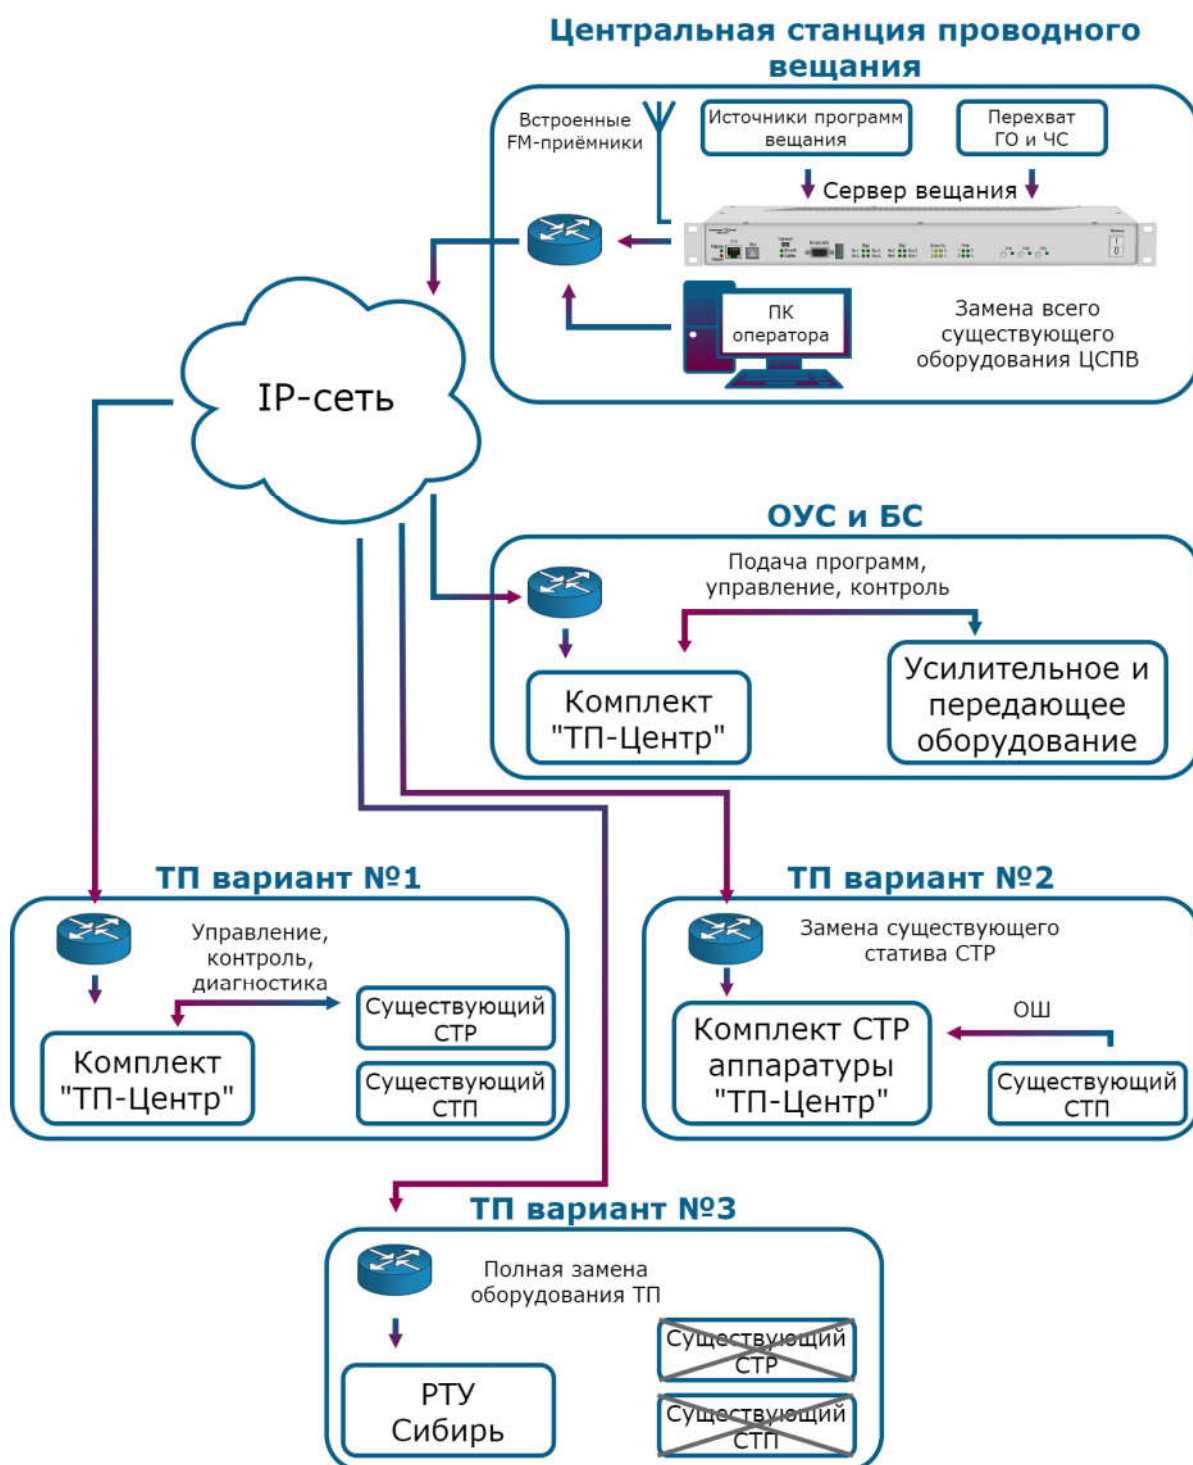 Центральная станция проводного
вещания
Встроенные
FM-приёмники
Источники программ
вещания
Перехват
ГО и ЧС
Сервер вещания
ПК
оператора
Замена всего
существующего
оборудования ЦСПВ
IP-сеть
ОУС и БС
Подача программ,
управление, контроль
Комплект
"ТП-Центр"
Усилительное и
передающее
оборудование
ТП вариант №1
Управление,
контроль,
диагностика
Комплект
"ТП-Центр"
Существующий
СТР
Существующий
СТП
ТП вариант №2
Замена существующего
статива СТР
Комплект СТР
аппаратуры
"ТП-Центр"
ОШ
Существующий
СТП
ТП вариант №3
Полная замена
оборудования ТП
РТУ
Сибирь
Существующий
СТР
Существующий
СТП